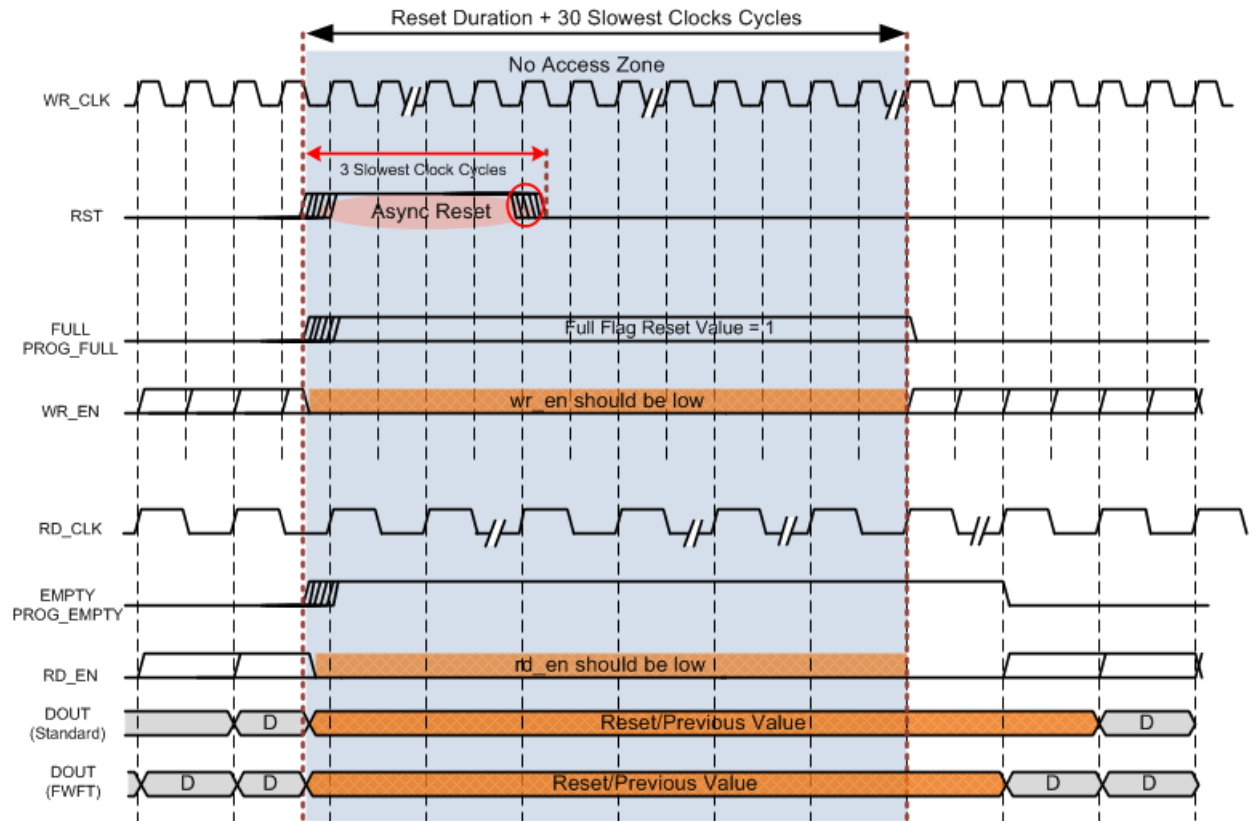 Reset Duration + 30 Slowest Clocks Cycles
No Access Zone
WR_CLK
3 Slowest Clock Cycles
RST
Async Reset
FULL
PROG_FULL
Full Flag Reset Value = 1
WR_EN
wr_en should be low
RD_CLK
EMPTY
PROG_EMPTY
RD_EN
rd_en should be low
DOUT
(Standard)
D
Reset/Previous Value
D
DOUT
(FWFT)
D
D
Reset/Previous Value
D
D